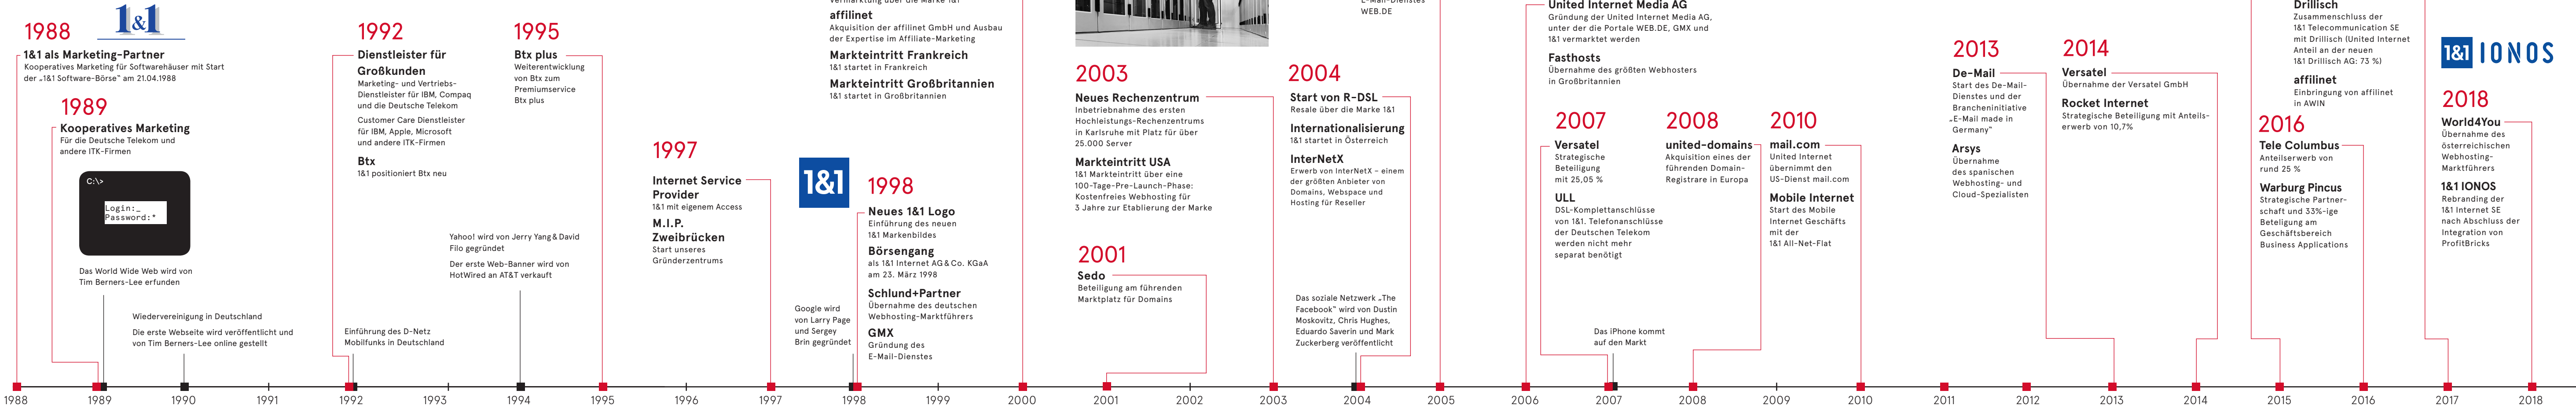 1988
1&1
1&1 als Marketing-Partner
Kooperatives Marketing für Softwarehäuser mit Start
der „1&1 Software-Börse“ am 21.04.1988
1989
Kooperatives Marketing
Für die Deutsche Telekom und
andere ITK-Firmen
C:\>
Login:_
Password:*
Das World Wide Web wird von
Tim Berners-Lee erfunden
Wiedervereinigung in Deutschland
Die erste Webseite wird veröffentlicht und
von Tim Berners-Lee online gestellt
1992
Dienstleister für
Großkunden
Marketing- und Vertriebs-
Dienstleister für IBM, Compaq
und die Deutsche Telekom
Customer Care Dienstleister
für IBM, Apple, Microsoft
und andere ITK-Firmen
Btx
1&1 positioniert Btx neu
Einführung des D-Netz
Mobilfunks in Deutschland
1995
Btx plus
Weiterentwicklung
von Btx zum
Premiumservice
Btx plus
Yahoo! wird von Jerry Yang & David
Filo gegründet
Der erste Web-Banner wird von
HotWired an AT&T verkauft
1997
Internet Service
Provider
1&1 mit eigenem Access
M.I.P.
Zweibrücken
Start unseres
Gründerzentrums
Vermarktung über die Marke 1&1
affilinet
Akquisition der affilinet GmbH und Ausbau
der Expertise im Affiliate-Marketing
Markteintritt Frankreich
1&1 startet in Frankreich
Markteintritt Großbritannien
1&1 startet in Großbritannien
1&1
1998
Neues 1&1 Logo
Einführung des neuen
1&1 Markenbildes
Börsengang
als 1&1 Internet AG & Co. KGaA
am 23. März 1998
Schlund+Partner
Übernahme des deutschen
Webhosting-Marktführers
GMX
Gründung des
E-Mail-Dienstes
Google wird
von Larry Page
und Sergey
Brin gegründet
2003
Neues Rechenzentrum
Inbetriebnahme des ersten
Hochleistungs-Rechenzentrums
in Karlsruhe mit Platz für über
25.000 Server
Markteintritt USA
1&1 Markteintritt über eine
100-Tage-Pre-Launch-Phase:
Kostenfreies Webhosting für
3 Jahre zur Etablierung der Marke
2001
Sedo
Beteiligung am führenden
Marktplatz für Domains
E-Mail-Dienstes
WEB.DE
2004
Start von R-DSL
Resale über die Marke 1&1
Internationalisierung
1&1 startet in Österreich
InterNetX
Erwerb von InterNetX – einem
der größten Anbieter von
Domains, Webspace und
Hosting für Reseller
Das soziale Netzwerk „The
Facebook“ wird von Dustin
Moskovitz, Chris Hughes,
Eduardo Saverin und Mark
Zuckerberg veröffentlicht
United Internet Media AG
Gründung der United Internet Media AG,
unter der die Portale WEB.DE, GMX und
1&1 vermarktet werden
Fasthosts
Übernahme des größten Webhosters
in Großbritannien
2007
Versatel
Strategische
Beteiligung
mit 25,05 %
ULL
DSL-Komplettanschlüsse
von 1&1. Telefonanschlüsse
der Deutschen Telekom
werden nicht mehr
separat benötigt
Das iPhone kommt
auf den Markt
2008
united-domains
Akquisition eines der
führenden Domain-
Registrare in Europa
2010
mail.com
United Internet
übernimmt den
US-Dienst mail.com
Mobile Internet
Start des Mobile
Internet Geschäfts
mit der
1&1 All-Net-Flat
2013
De-Mail
Start des De-Mail-
Dienstes und der
Brancheninitiative
„E-Mail made in
Germany“
Arsys
Übernahme
des spanischen
Webhosting- und
Cloud-Spezialisten
2014
Versatel
Übernahme der Versatel GmbH
Rocket Internet
Strategische Beteiligung mit Anteils-
erwerb von 10,7%
Drillisch
Zusammenschluss der
1&1 Telecommunication SE
mit Drillisch (United Internet
Anteil an der neuen
1&1 Drillisch AG: 73 %)
affilinet
Einbringung von affilinet
in AWIN
2016
Tele Columbus
Anteilserwerb von
rund 25 %
Warburg Pincus
Strategische Partner-
schaft und 33%-ige
Beteligung am
Geschäftsbereich
Business Applications
1&1 IONOS
2018
World4You
Übernahme des
österreichischen
Webhosting-
Marktführers
1&1 IONOS
Rebranding der
1&1 Internet SE
nach Abschluss der
Integration von
ProfitBricks
1988 1989 1990 1991 1992 1993 1994 1995 1996 1997 1998 1999 2000 2001 2002 2003 2004 2005 2006 2007 2008 2009 2010 2011 2012 2013 2014 2015 2016 2017 2018